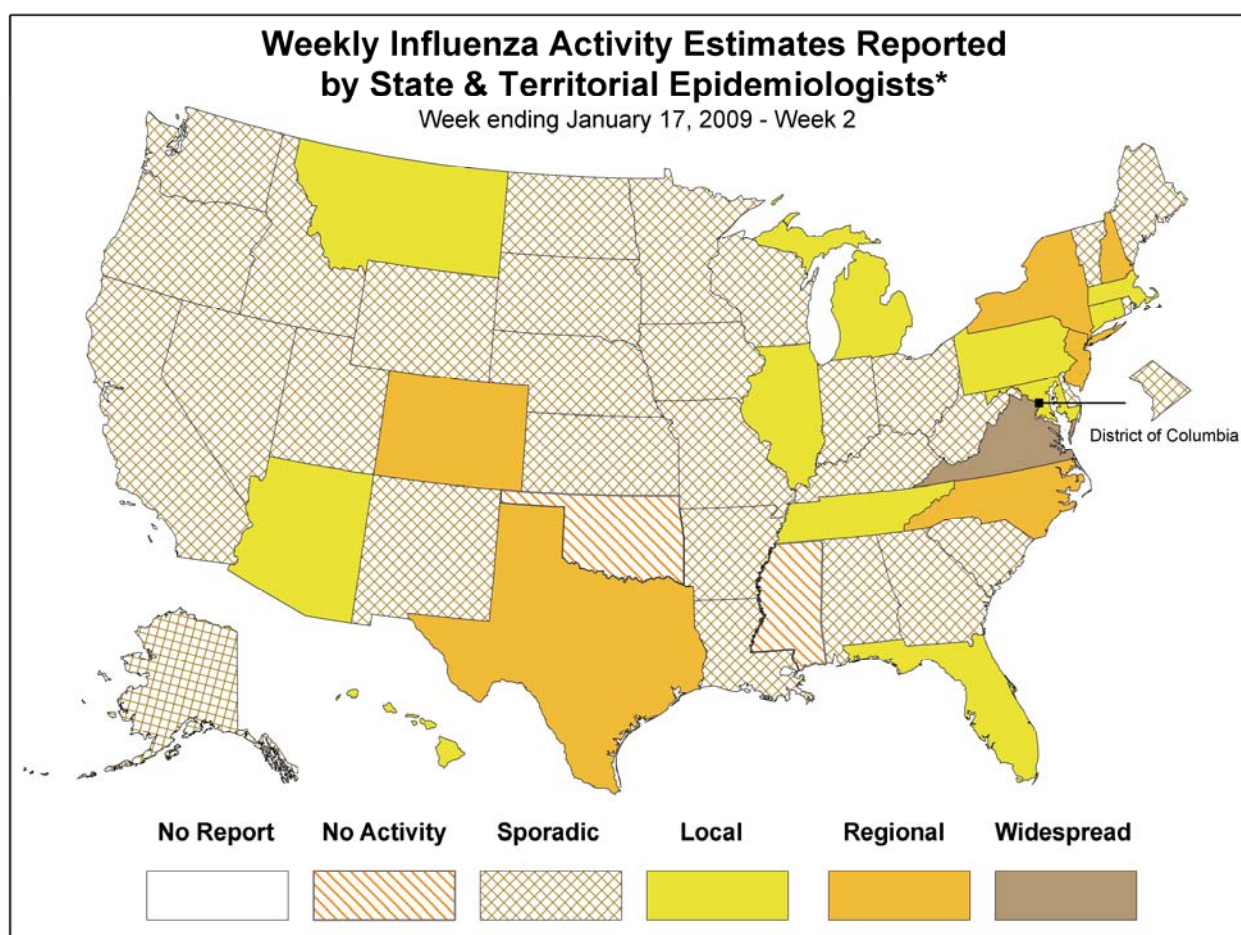 Weekly Influenza Activity Estimates Reported
by State & Territorial Epidemiologists*
Week ending January 17, 2009 - Week 2
District of Columbia
No Report No Activity Sporadic Local Regional Widespread